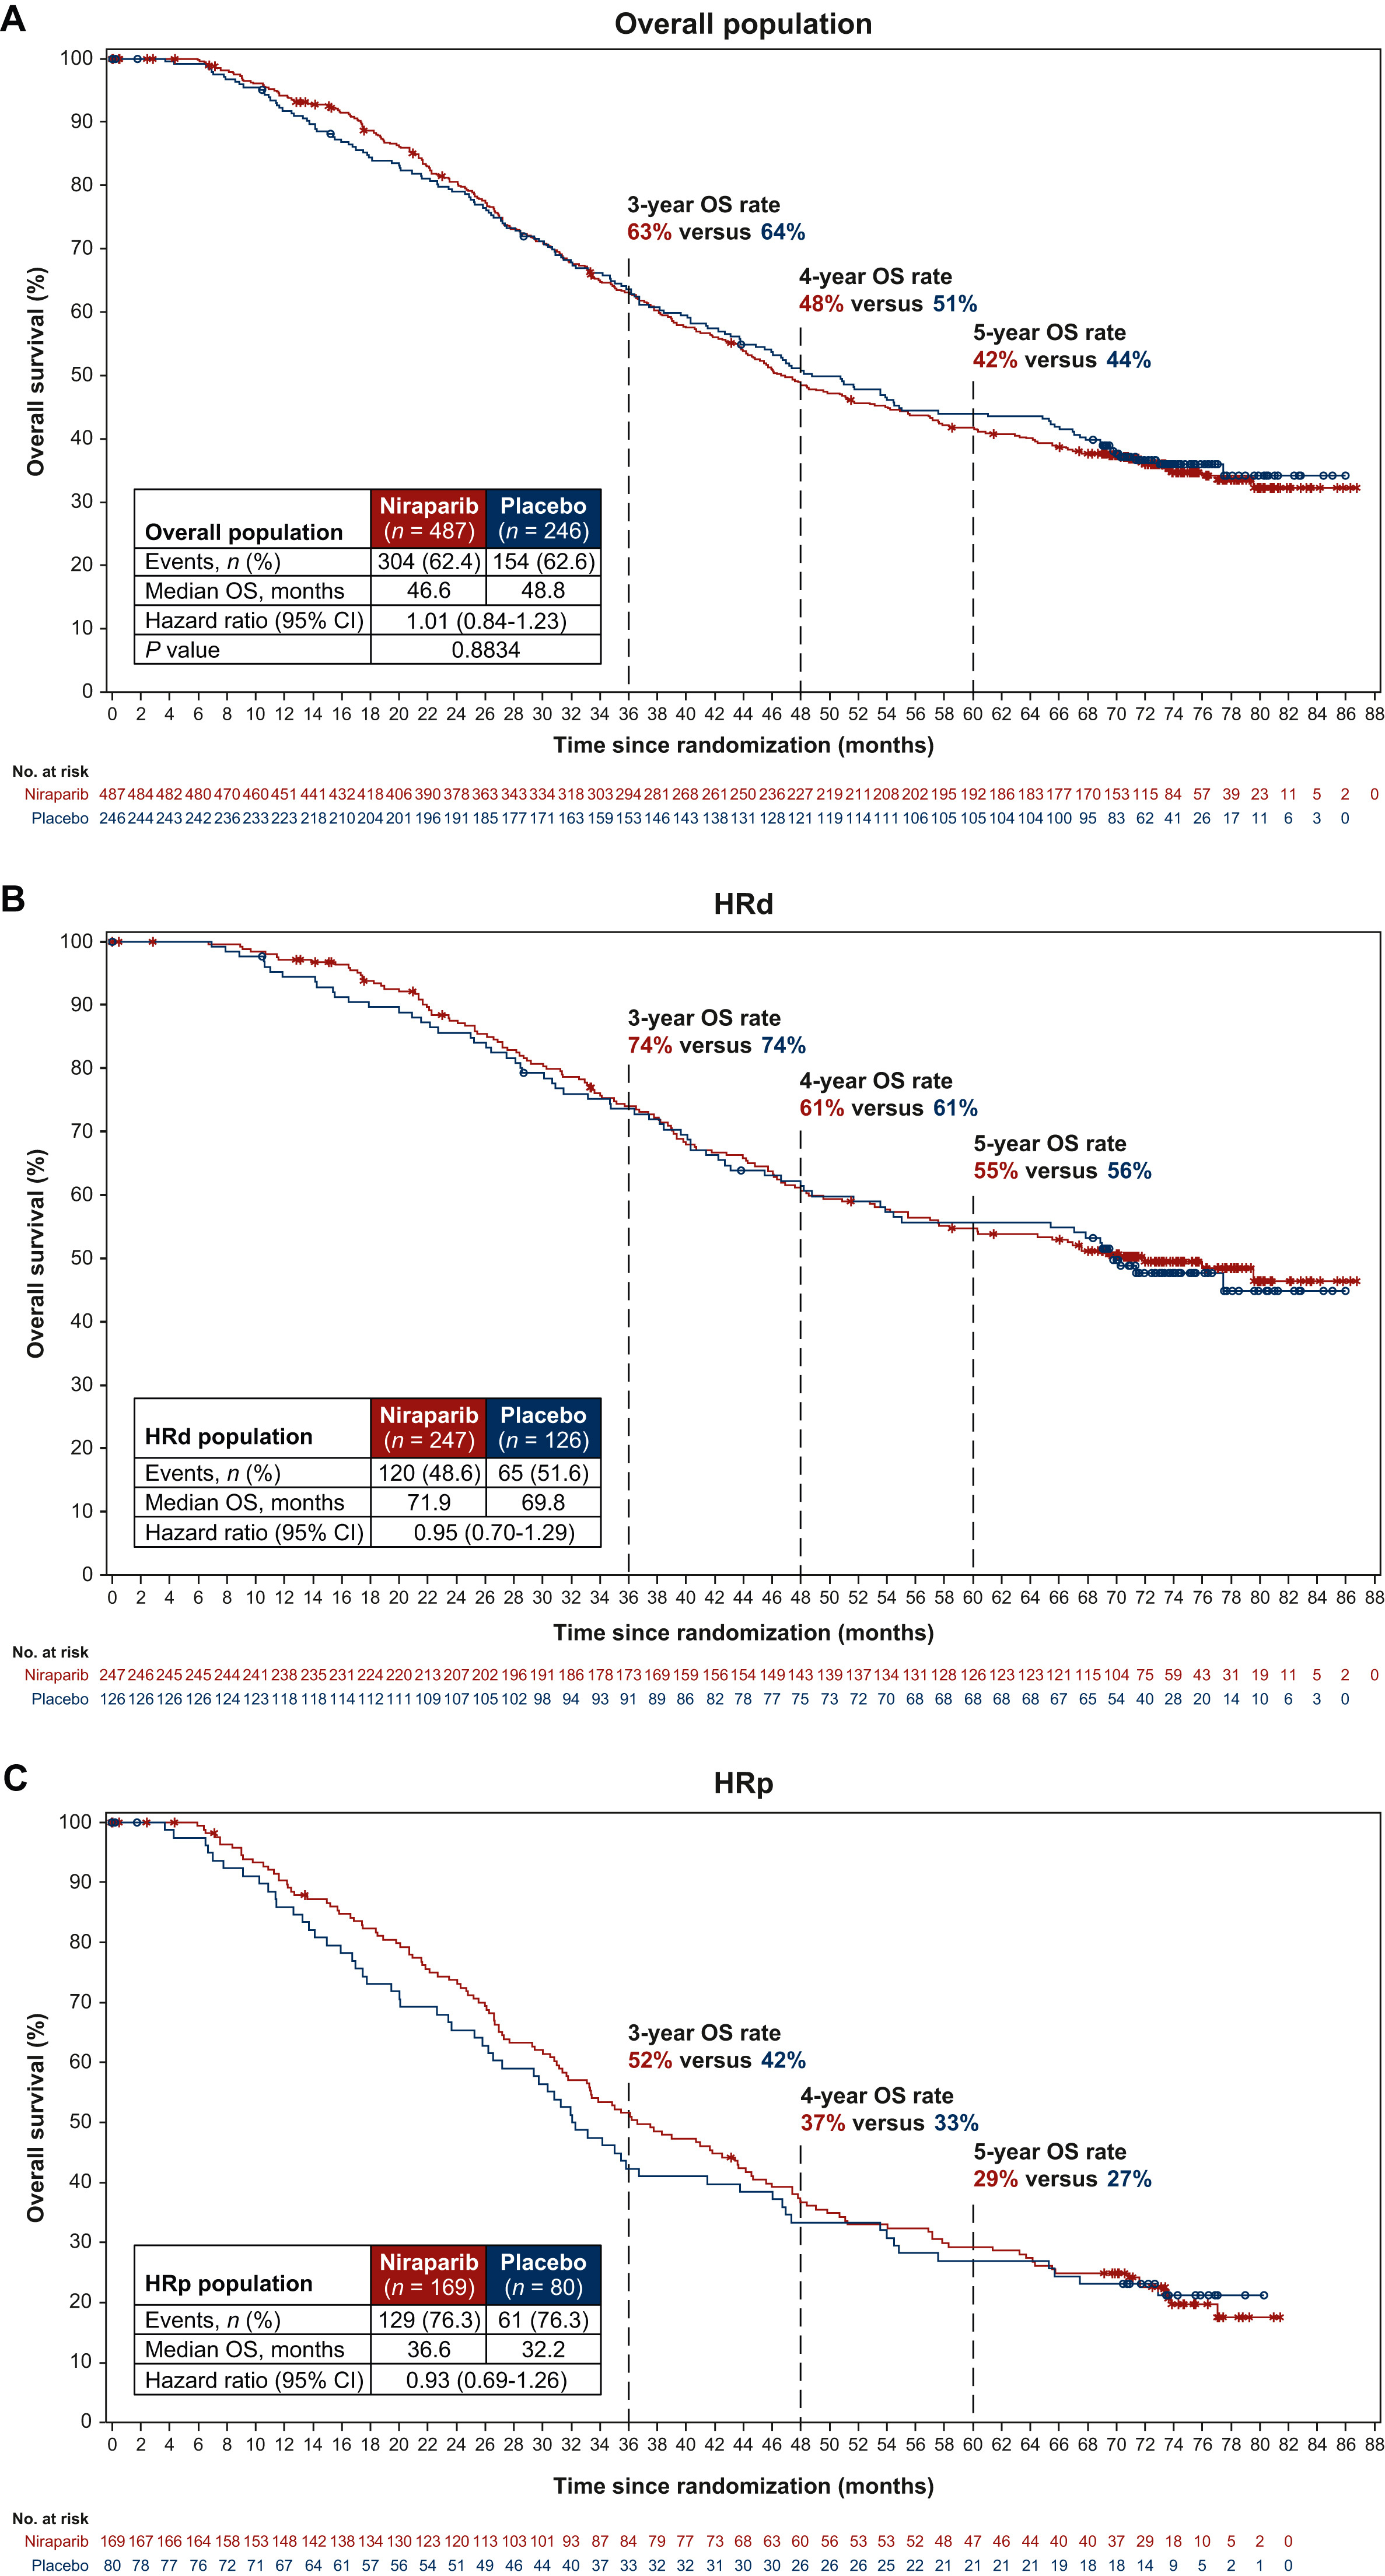 A
Overall population
Overall survival (%)
100
90
80
70
60
50
40
30
20
10
0
3-year OS rate
63% versus 64%
4-year OS rate
48% versus 51%
5-year OS rate
42% versus 44%
Overall population Niraparib (n = 487) Placebo (n = 246)
Events, n (%) 304 (62.4) 154 (62.6)
Median OS, months 46.6 48.8
Hazard ratio (95% CI) 1.01 (0.84-1.23)
P value 0.8834
0 2 4 6 8 10 12 14 16 18 20 22 24 26 28 30 32 34 36 38 40 42 44 46 48 50 52 54 56 58 60 62 64 66 68 70 72 74 76 78 80 82 84 86 88
Time since randomization (months)
No. at risk
Niraparib 487 484 482 480 470 460 451 441 432 418 406 390 378 363 343 334 318 303 294 281 268 261 250 236 227 219 211 208 202 195 192 186 183 177 170 153 115 84 57 39 23 11 5 2 0
Placebo 246 244 243 242 236 233 223 218 210 204 201 196 191 185 177 171 163 159 153 146 143 138 131 128 121 119 114 111 106 105 105 104 104 100 95 83 62 41 26 17 11 6 3 0
B
HRd
Overall survival (%)
100
90
80
70
60
50
40
30
20
10
0
3-year OS rate
74% versus 74%
4-year OS rate
61% versus 61%
5-year OS rate
55% versus 56%
HRd population Niraparib (n = 247) Placebo (n = 126)
Events, n (%) 120 (48.6) 65 (51.6)
Median OS, months 71.9 69.8
Hazard ratio (95% CI) 0.95 (0.70-1.29)
0 2 4 6 8 10 12 14 16 18 20 22 24 26 28 30 32 34 36 38 40 42 44 46 48 50 52 54 56 58 60 62 64 66 68 70 72 74 76 78 80 82 84 86 88
Time since randomization (months)
No. at risk
Niraparib 247 246 245 245 244 241 238 235 231 224 220 213 207 202 196 191 186 178 173 169 159 156 154 149 143 139 137 134 131 128 126 123 123 121 115 104 75 59 43 31 19 11 5 2 0
Placebo 126 126 126 126 124 123 118 118 114 112 111 109 107 105 102 98 94 93 91 89 86 82 78 77 75 73 72 70 68 68 68 68 68 67 65 54 40 28 20 14 10 6 3 0
C
HRp
Overall survival (%)
100
90
80
70
60
50
40
30
20
10
0
3-year OS rate
52% versus 42%
4-year OS rate
37% versus 33%
5-year OS rate
29% versus 27%
HRp population Niraparib (n = 169) Placebo (n = 80)
Events, n (%) 129 (76.3) 61 (76.3)
Median OS, months 36.6 32.2
Hazard ratio (95% CI) 0.93 (0.69-1.26)
0 2 4 6 8 10 12 14 16 18 20 22 24 26 28 30 32 34 36 38 40 42 44 46 48 50 52 54 56 58 60 62 64 66 68 70 72 74 76 78 80 82 84 86 88
Time since randomization (months)
No. at risk
Niraparib 169 167 166 164 158 153 148 142 138 134 130 123 120 113 103 101 93 87 84 79 77 73 68 63 60 56 53 53 52 48 47 46 44 40 40 37 29 18 10 5 2 0
Placebo 80 78 77 76 72 71 67 64 61 57 56 54 51 49 46 44 40 37 33 32 32 31 30 30 26 26 26 25 22 21 21 21 21 19 18 18 14 9 5 2 1 0